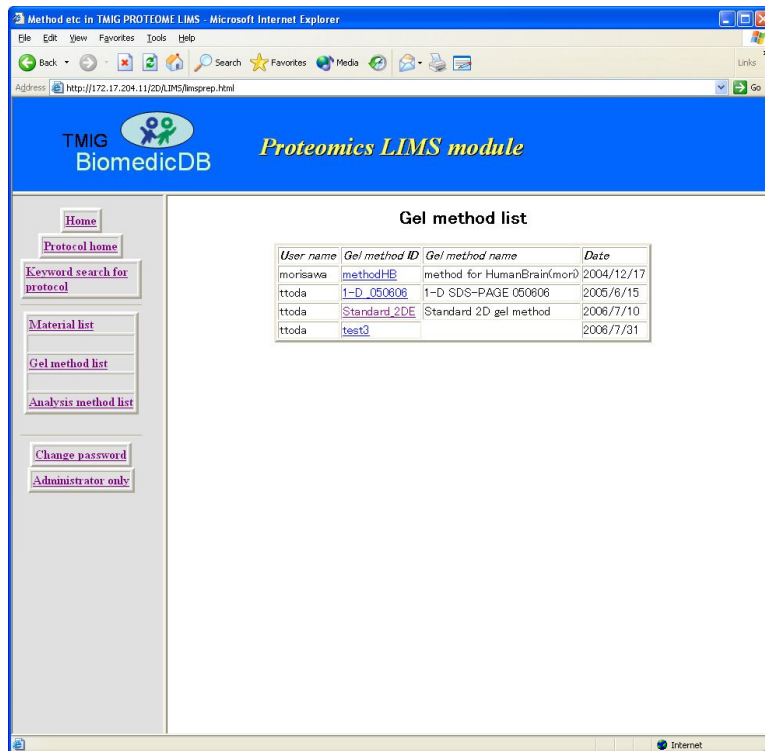 Method etc in TMIG PROTEOME LIMS - Microsoft Internet Explorer
File Edit View Favorites Tools Help
Back Search Favorites Media Links
Address http://172.17.204.11/2D/LIMS/limsprep.html Go
TMIG
BiomedicDB
Proteomics LIMS module
Home
Protocol home
Keyword search for
protocol
Material list
Gel method list
Analysis method list
Change password
Administrator only
Gel method list
User name Gel method ID Gel method name Date
morisawa methodHB method for HumanBrain(mori) 2004/12/17
ttoda 1-D_050606 1-D SDS-PAGE 050606 2005/6/15
ttoda Standard_2DE Standard 2D gel method 2006/7/10
ttoda test3 2006/7/31
Internet